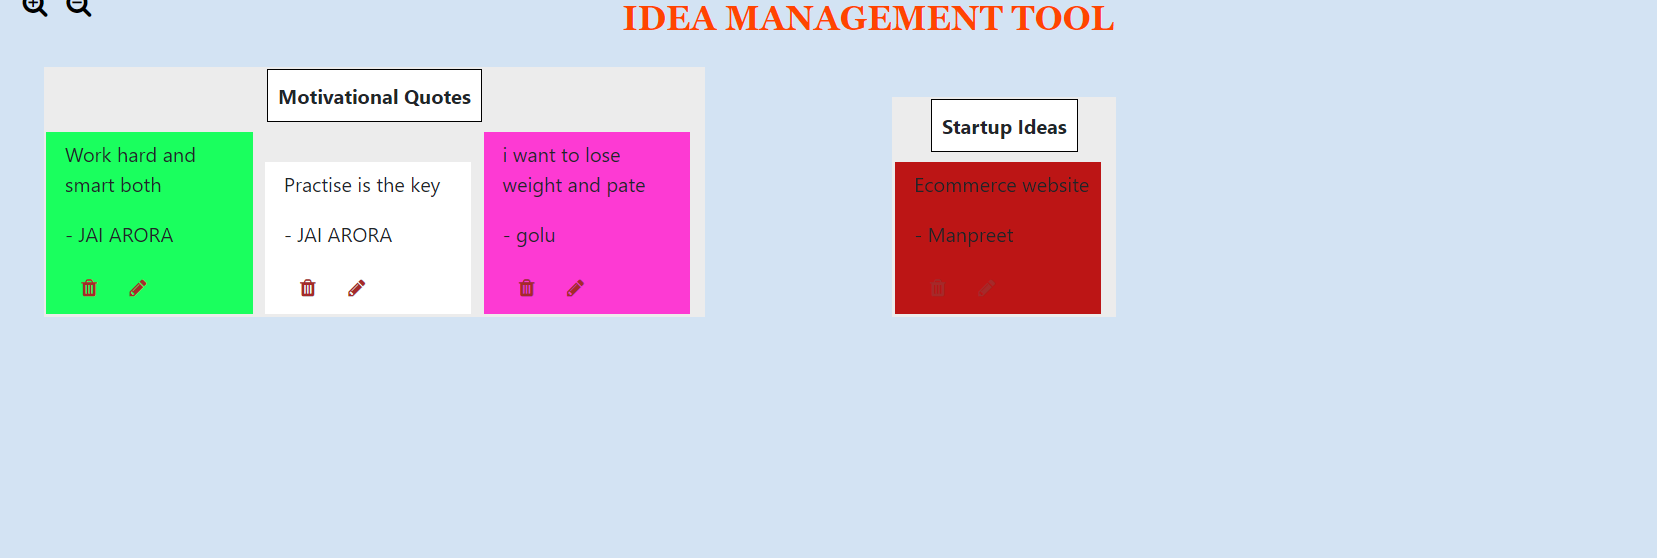 IDEA MANAGEMENT TOOL
Motivational Quotes
Work hard and
smart both
- JAI ARORA
Practise is the key
- JAI ARORA
i want to lose
weight and pate
- golu
Startup Ideas
Ecommerce website
- Manpreet